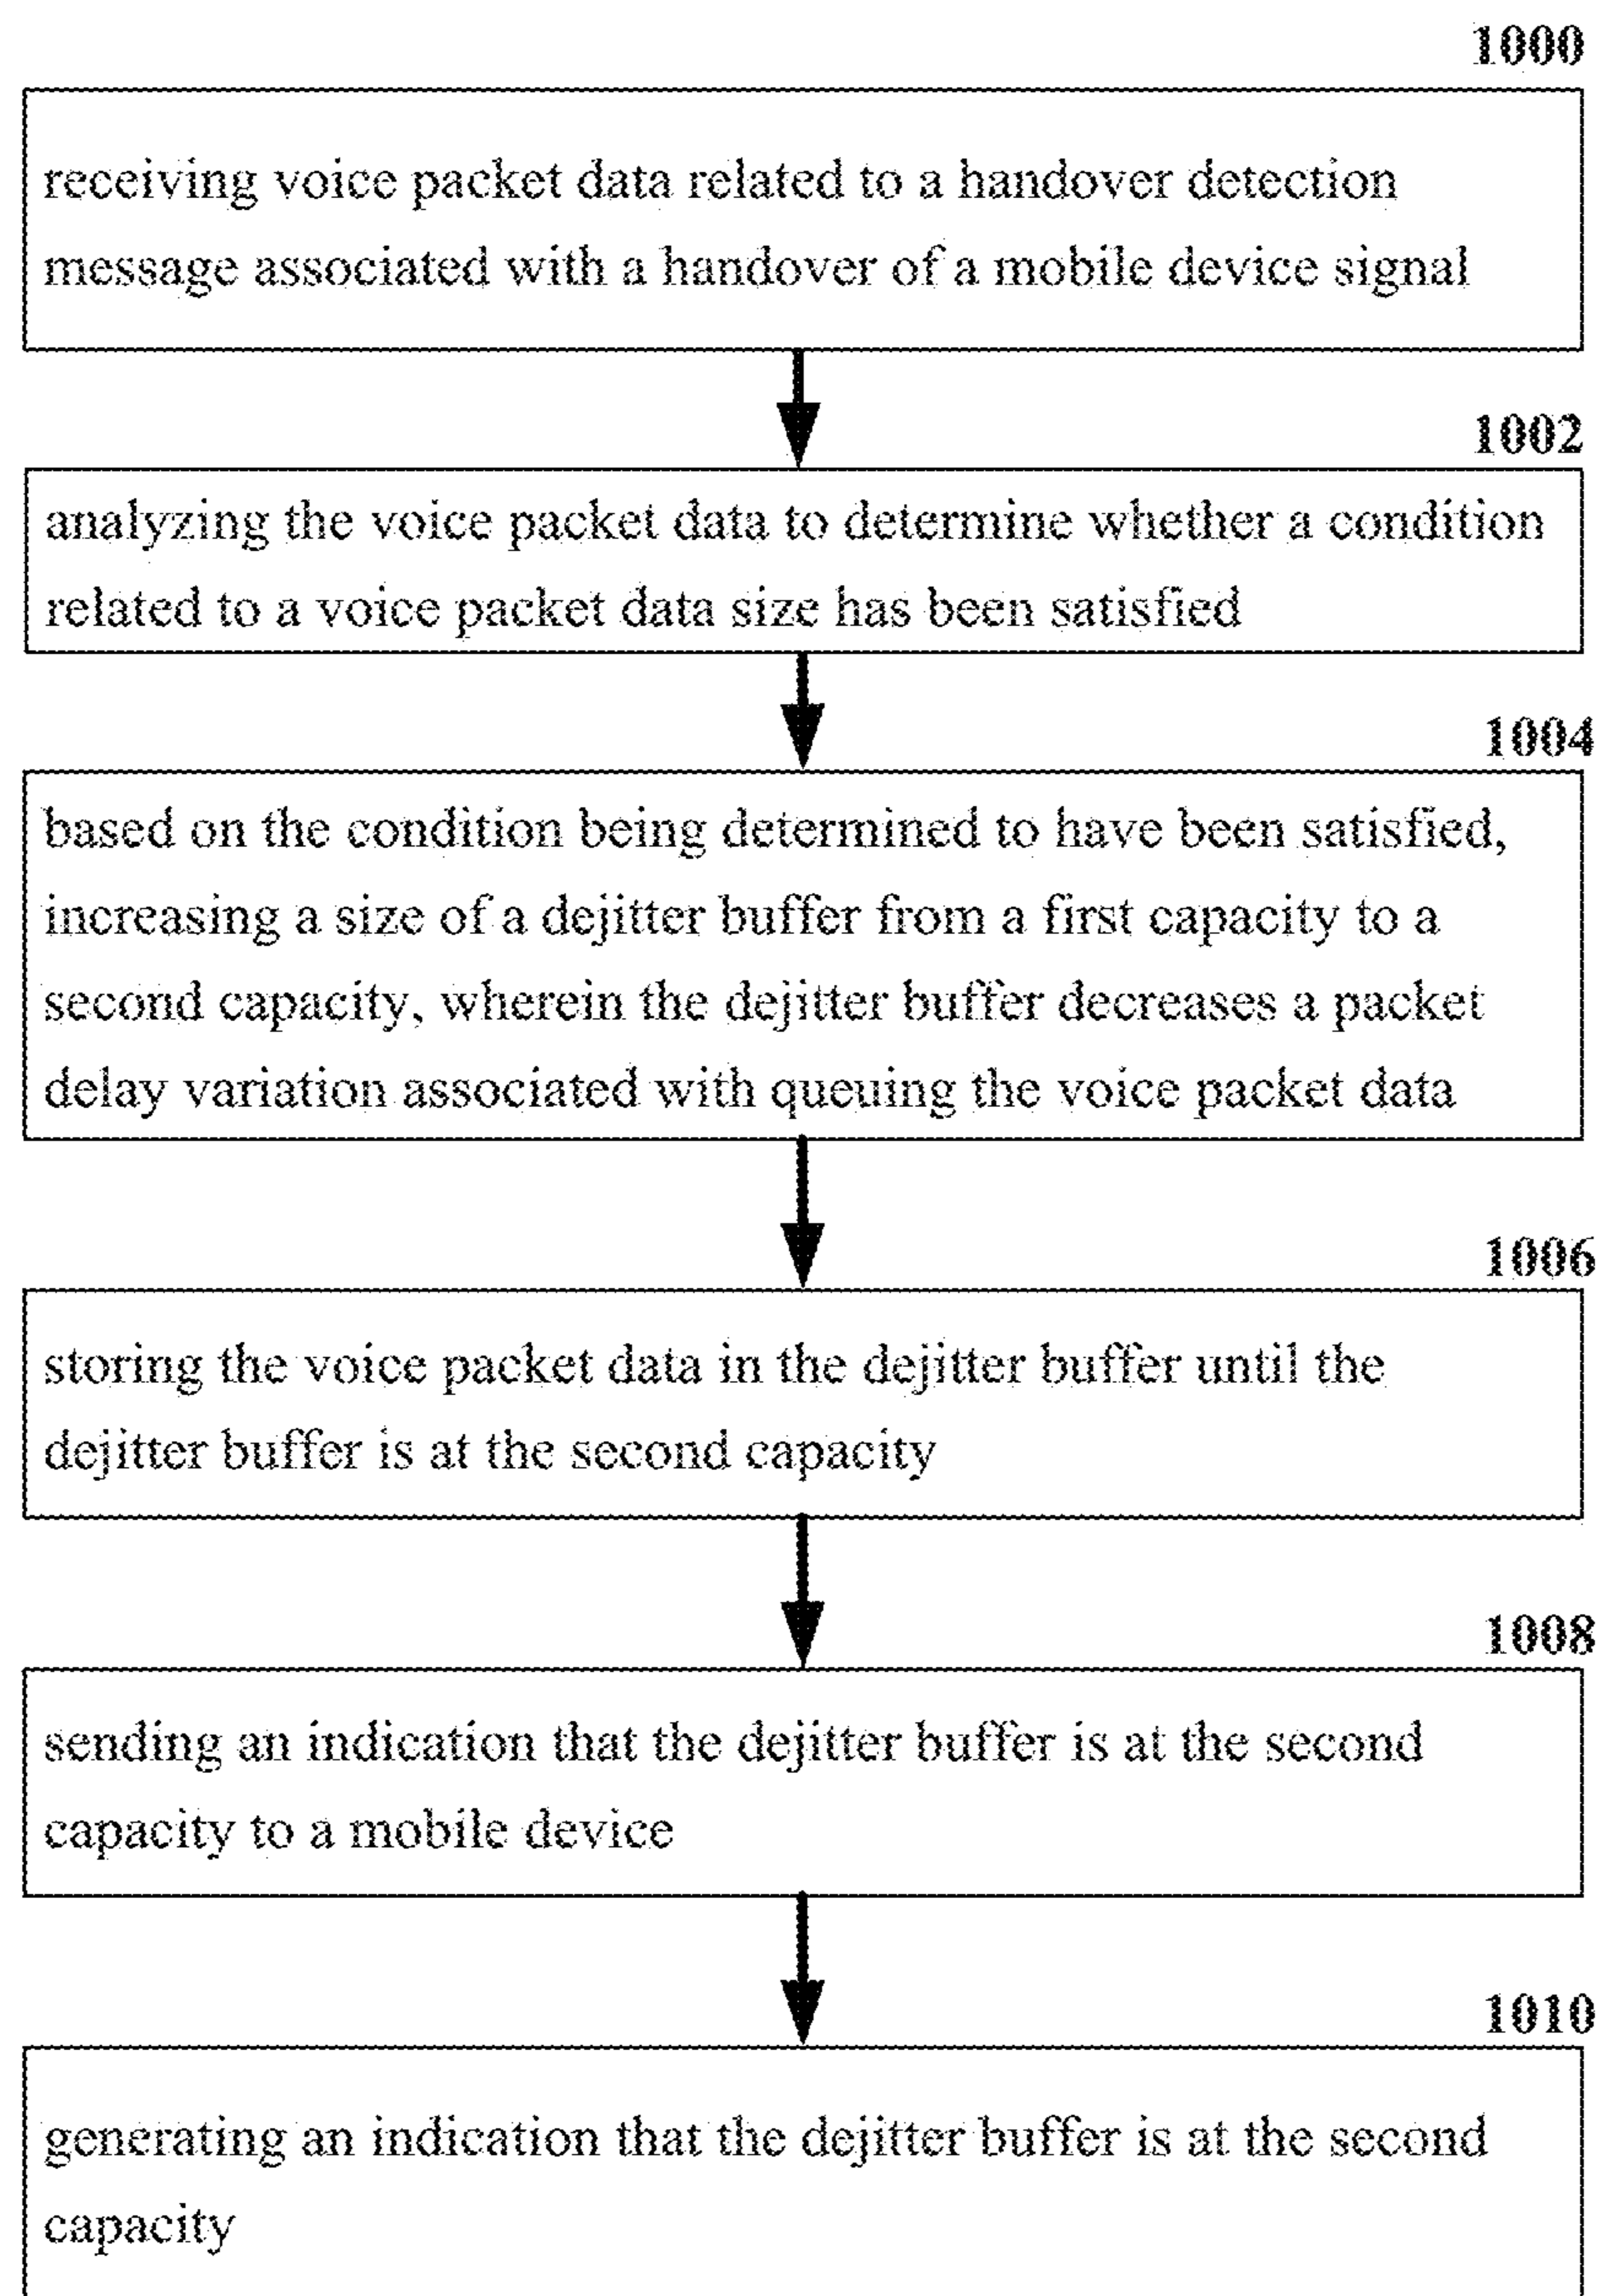 1000
receiving voice packet data related to a handover detection
message associated with a handover of a mobile device signal
1002
analyzing the voice packet data to determine whether a condition
related to a voice packet data size has been satisfied
1004
based on the condition being determined to have been satisfied,
increasing a size of a dejitter buffer from a first capacity to a
second capacity, wherein the dejitter buffer decreases a packet
delay variation associated with queuing the voice packet data
1006
storing the voice packet data in the dejitter buffer until the
dejitter buffer is at the second capacity
1008
sending an indication that the dejitter buffer is at the second
capacity to a mobile device
1010
generating an indication that the dejitter buffer is at the second
capacity